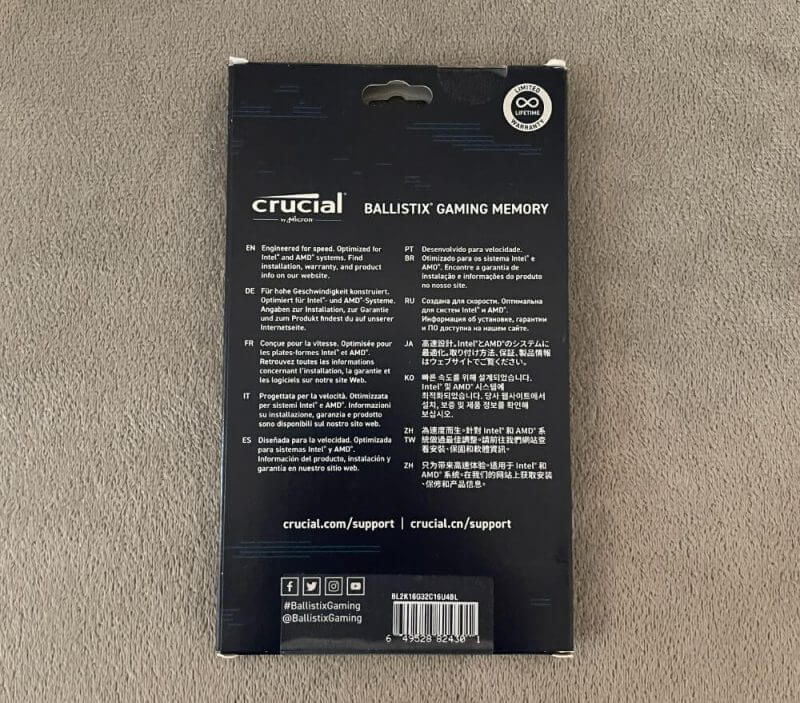 LIMITED
LIFETIME
WARRANTY
crucial
by Micron
BALLISTIX® GAMING MEMORY
EN Engineered for speed. Optimized for
Intel® and AMD® systems. Find
installation, warranty, and product
info on our website.
DE Für hohe Geschwindigkeit konstruiert.
Optimiert für Intel®- und AMD®-Systeme.
Angaben zur Installation, zur Garantie
und zum Produkt findest du auf unserer
Internetseite.
FR Conçue pour la vitesse. Optimisée pour
les plates-formes Intel® et AMD®.
Retrouvez toutes les informations
concernant l'installation, la garantie et
les logiciels sur notre site Web.
IT Progettata per la velocità. Ottimizzata
per sistemi Intel® e AMD®. Informazioni
su installazione, garanzia e prodotto
sono disponibili sul nostro sito web.
ES Diseñada para la velocidad. Optimizada
para sistemas Intel® y AMD®.
Información del producto, instalación y
garantía en nuestro sitio web.
PT Desenvolvido para velocidade.
BR Otimizado para os sistema Intel® e
AMD®. Encontre a garantia de
instalação e informações do produto
no nosso site.
RU Создана для скорости. Оптимальна
для систем Intel® и AMD®.
Информация об установке, гарантии
и ПО доступна на нашем сайте.
JA 高速設計。Intel®とAMD®のシステムに
最適化。取り付け方法、保証、製品情報
はウェブサイトでご覧ください。
KO 빠른 속도를 위해 설계되었습니다.
Intel® 및 AMD® 시스템에
최적화되었습니다. 당사 웹사이트에서
설치, 보증 및 제품 정보를 확인해
보십시오.
ZH 為速度而生。針對 Intel® 和 AMD® 系
TW 統做過最佳調整。請前往我們網站查
看安裝、保固和軟體資訊。
ZH 只为带来高速体验。适用于 Intel® 和
AMD® 系统。在我们的网站上获取安装
、保修和产品信息。
crucial.com/support | crucial.cn/support
#BallistixGaming
@BallistixGaming
BL2K16G32C16U4BL
6 49528 82430 1